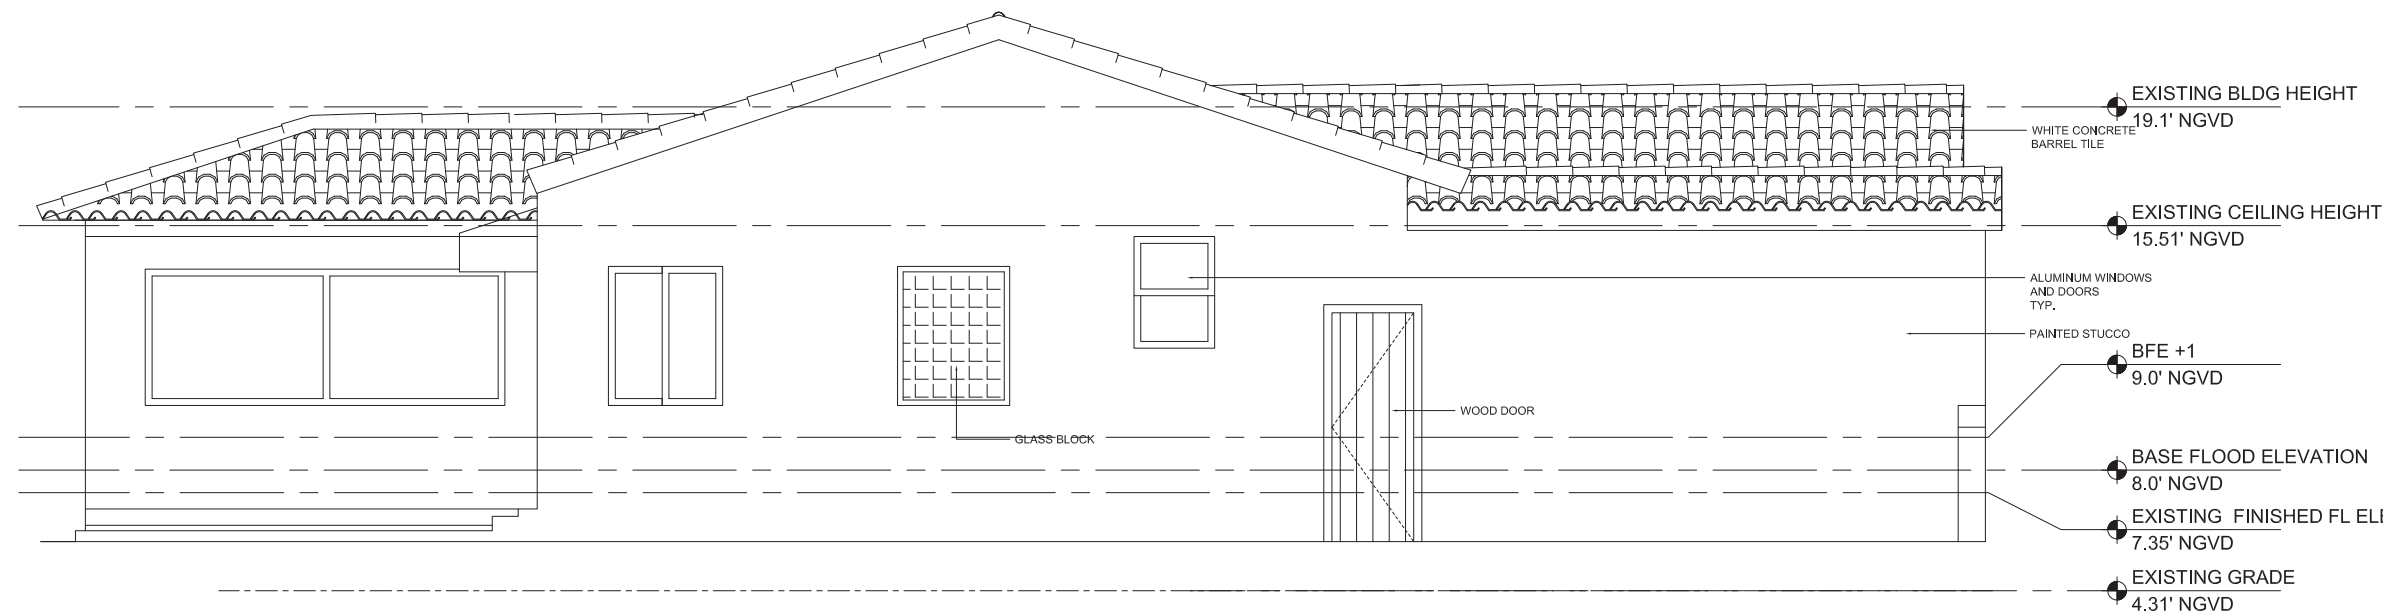 EXISTING BLDG HEIGHT
19.1' NGVD
WHITE CONCRETE
BARREL TILE
EXISTING CEILING HEIGHT
15.51' NGVD
ALUMINUM WINDOWS
AND DOORS
TYP.
PAINTED STUCCO
BFE +1
9.0' NGVD
WOOD DOOR
GLASS BLOCK
BASE FLOOD ELEVATION
8.0' NGVD
EXISTING FINISHED FL
7.35' NGVD
EXISTING GRADE
4.31' NGVD